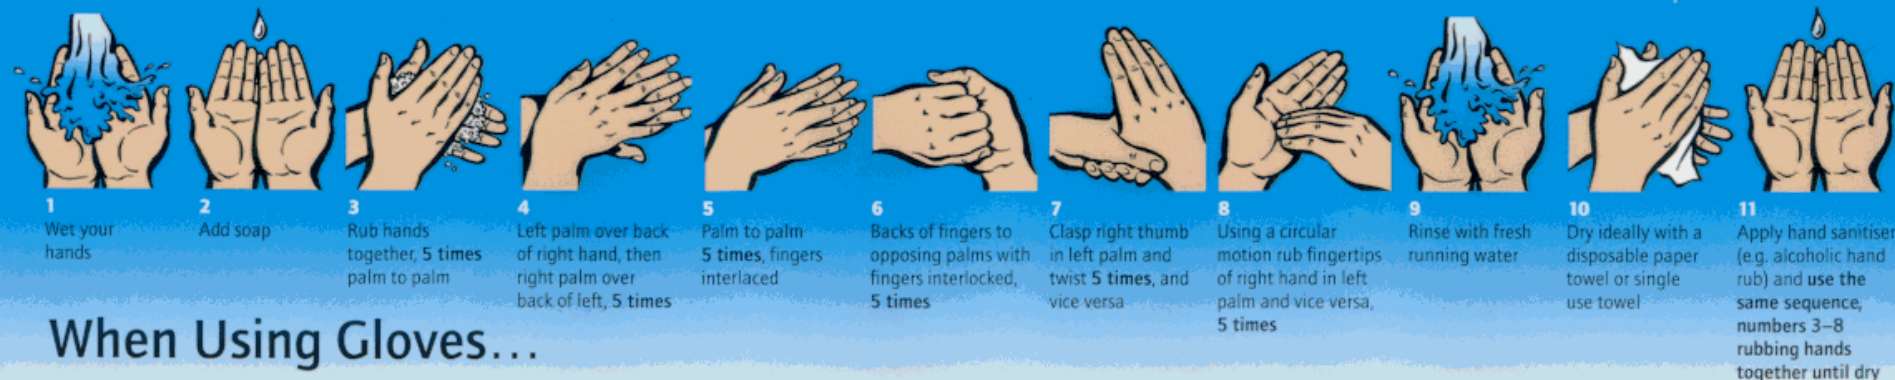 1
Wet your
hands
2
Add soap
3
Rub hands
together, 5 times
palm to palm
4
Left palm over back
of right hand, then
right palm over
back of left, 5 times
5
Palm to palm
5 times, fingers
interlaced
6
Backs of fingers to
opposing palms with
fingers interlocked,
5 times
7
Clasp right thumb
in left palm and
twist 5 times, and
vice versa
8
Using a circular
motion rub fingertips
of right hand in left
palm and vice versa,
5 times
9
Rinse with fresh
running water
10
Dry ideally with a
disposable paper
towel or single
use towel
11
Apply hand sanitiser
(e.g. alcoholic hand
rub) and use the
same sequence,
numbers 3–8
rubbing hands
together until dry
When Using Gloves...